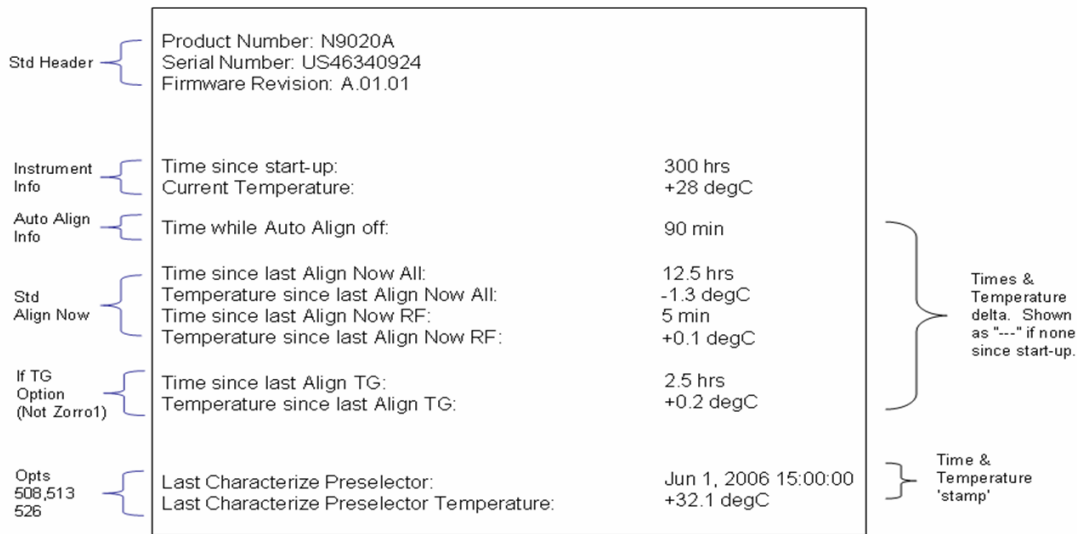 Std Header
Product Number: N9020A
Serial Number: US46340924
Firmware Revision: A.01.01
Instrument
Info
Time since start-up: 300 hrs
Current Temperature: +28 degC
Auto Align
Info
Time while Auto Align off: 90 min
Std
Align Now
Time since last Align Now All: 12.5 hrs
Temperature since last Align Now All: -1.3 degC
Time since last Align Now RF: 5 min
Temperature since last Align Now RF: +0.1 degC
If TG
Option
(Not Zorro1)
Time since last Align TG: 2.5 hrs
Temperature since last Align TG: +0.2 degC
Times &
Temperature
delta. Shown
as "---" if none
since start-up.
Opts
508,513
526
Last Characterize Preselector: Jun 1, 2006 15:00:00
Last Characterize Preselector Temperature: +32.1 degC
Time &
Temperature
'stamp'